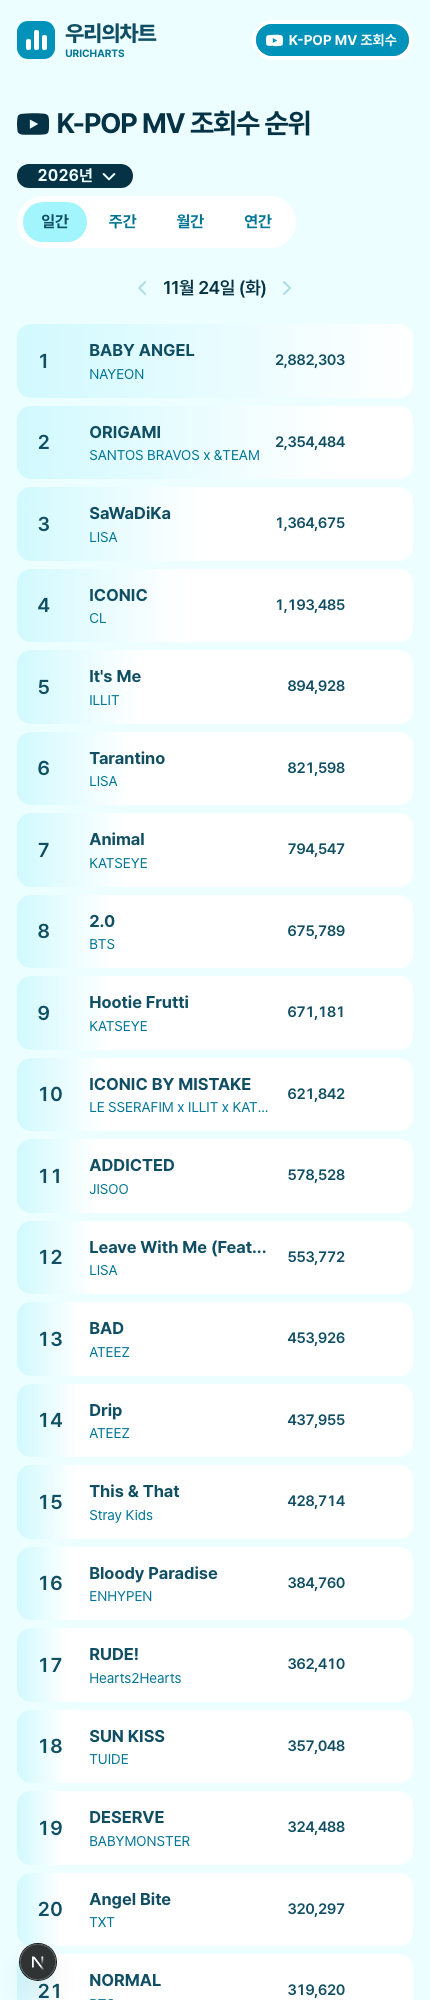 우리의차트
URICHARTS
K-POP MV 조회수
K-POP MV 조회수 순위
2026년
일간 주간 월간 연간
11월 24일 (화)
1
BABY ANGEL
NAYEON
2,882,303
2
ORIGAMI
SANTOS BRAVOS x &TEAM
2,354,484
3
SaWaDiKa
LISA
1,364,675
4
ICONIC
CL
1,193,485
5
It's Me
ILLIT
894,928
6
Tarantino
LISA
821,598
7
Animal
KATSEYE
794,547
8
2.0
BTS
675,789
9
Hootie Frutti
KATSEYE
671,181
10
ICONIC BY MISTAKE
LE SSERAFIM x ILLIT x KAT...
621,842
11
ADDICTED
JISOO
578,528
12
Leave With Me (Feat...
LISA
553,772
13
BAD
ATEEZ
453,926
14
Drip
ATEEZ
437,955
15
This & That
Stray Kids
428,714
16
Bloody Paradise
ENHYPEN
384,760
17
RUDE!
Hearts2Hearts
362,410
18
SUN KISS
TUIDE
357,048
19
DESERVE
BABYMONSTER
324,488
20
Angel Bite
TXT
320,297
N
21
NORMAL
319,620